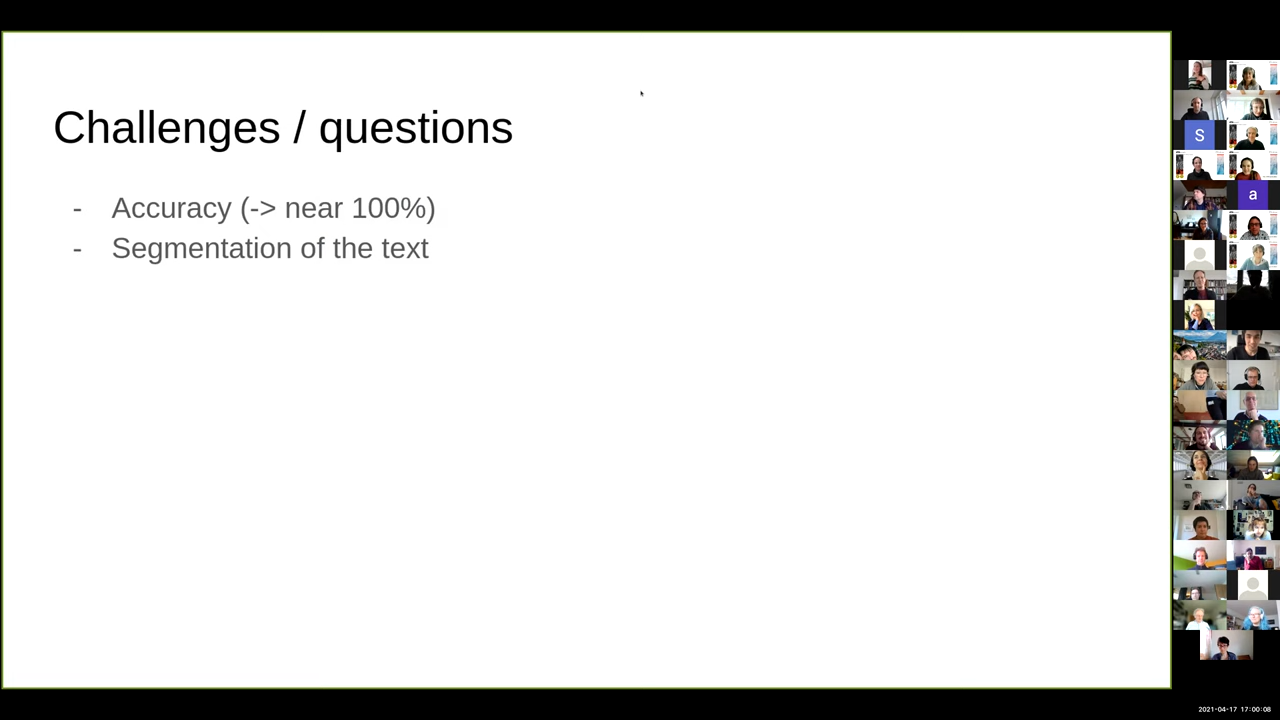 Challenges / questions
- Accuracy (-> near 100%)
- Segmentation of the text
S
a
2021-04-17 17:00:08